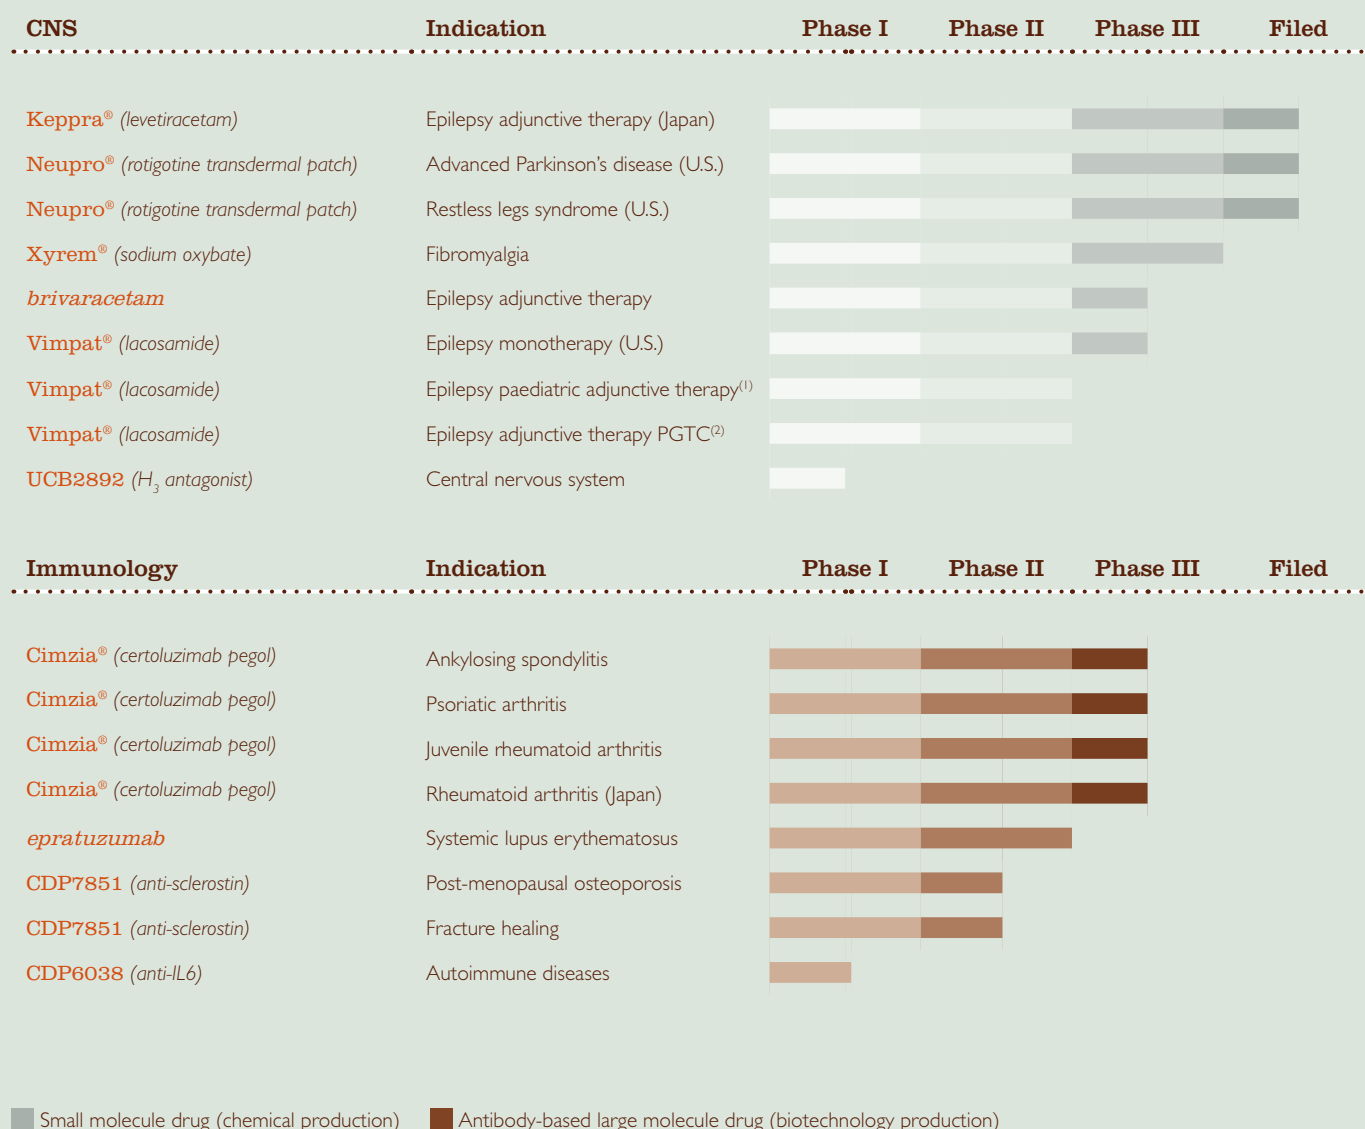 CNS Indication Phase I Phase II Phase III Filed
Keppra® (levetiracetam) Epilepsy adjunctive therapy (Japan)
Neupro® (rotigotine transdermal patch) Advanced Parkinson's disease (U.S.)
Neupro® (rotigotine transdermal patch) Restless legs syndrome (U.S.)
Xyrem® (sodium oxybate) Fibromyalgia
brivaracetam Epilepsy adjunctive therapy
Vimpat® (lacosamide) Epilepsy monotherapy (U.S.)
Vimpat® (lacosamide) Epilepsy paediatric adjunctive therapy(1)
Vimpat® (lacosamide) Epilepsy adjunctive therapy PGTC(2)
UCB2892 (H3 antagonist) Central nervous system
Immunology Indication Phase I Phase II Phase III Filed
Cimzia® (certoluzimab pegol) Ankylosing spondylitis
Cimzia® (certoluzimab pegol) Psoriatic arthritis
Cimzia® (certoluzimab pegol) Juvenile rheumatoid arthritis
Cimzia® (certoluzimab pegol) Rheumatoid arthritis (Japan)
epratuzumab Systemic lupus erythematosus
CDP7851 (anti-sclerostin) Post-menopausal osteoporosis
CDP7851 (anti-sclerostin) Fracture healing
CDP6038 (anti-IL6) Autoimmune diseases
Small molecule drug (chemical production) Antibody-based large molecule drug (biotechnology production)